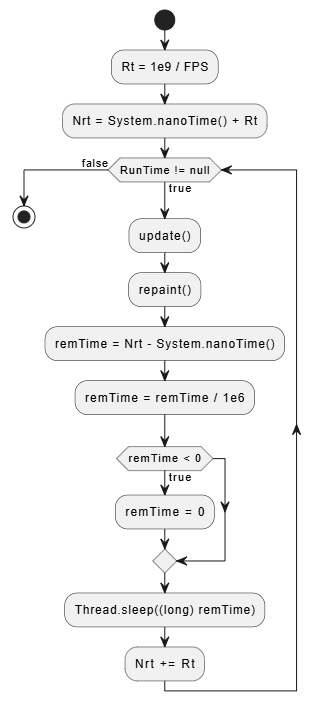 Rt = 1e9 / FPS
Nrt = System.nanoTime() + Rt
false
RunTime != null
true
update()
repaint()
remTime = Nrt - System.nanoTime()
remTime = remTime / 1e6
remTime < 0
true
remTime = 0
Thread.sleep((long) remTime)
Nrt += Rt